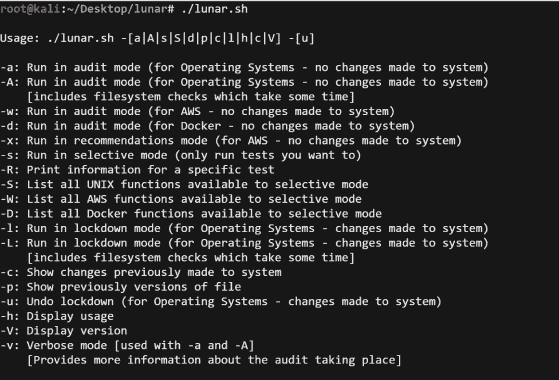 root@kali:~/Desktop/lunar# ./lunar.sh
Usage: ./lunar.sh -[a|A|s|S|d|p|c|l|h|c|V] -[u]
-a: Run in audit mode (for Operating Systems - no changes made to system)
-A: Run in audit mode (for Operating Systems - no changes made to system)
[includes filesystem checks which take some time]
-w: Run in audit mode (for AWS - no changes made to system)
-d: Run in audit mode (for Docker - no changes made to system)
-x: Run in recommendations mode (for AWS - no changes made to system)
-s: Run in selective mode (only run tests you want to)
-R: Print information for a specific test
-S: List all UNIX functions available to selective mode
-W: List all AWS functions available to selective mode
-D: List all Docker functions available to selective mode
-l: Run in lockdown mode (for Operating Systems - changes made to system)
-L: Run in lockdown mode (for Operating Systems - changes made to system)
[includes filesystem checks which take some time]
-c: Show changes previously made to system
-p: Show previously versions of file
-u: Undo lockdown (for Operating Systems - changes made to system)
-h: Display usage
-V: Display version
-v: Verbose mode [used with -a and -A]
[Provides more information about the audit taking place]